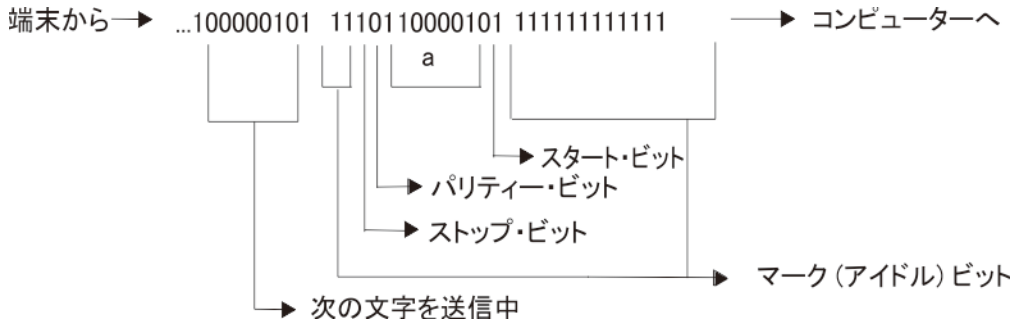 端末から ...100000101 1110110000101 111111111111 コンピューターへ
a
スタート・ビット
パリティー・ビット
ストップ・ビット
マーク(アイドル)ビット
次の文字を送信中